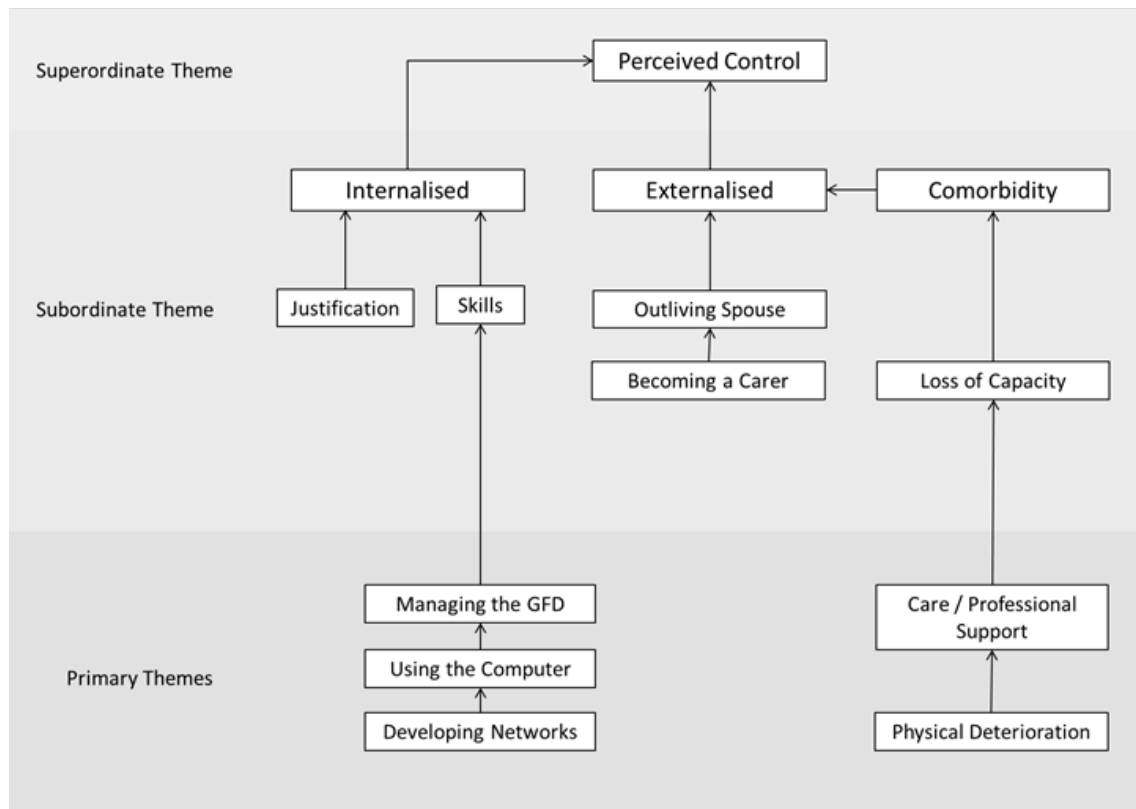 Superordinate Theme
Perceived Control
Internalised
Externalised
Comorbidity
Subordinate Theme
Justification
Skills
Outliving Spouse
Becoming a Carer
Loss of Capacity
Managing the GFD
Care / Professional
Support
Primary Themes
Using the Computer
Developing Networks
Physical Deterioration